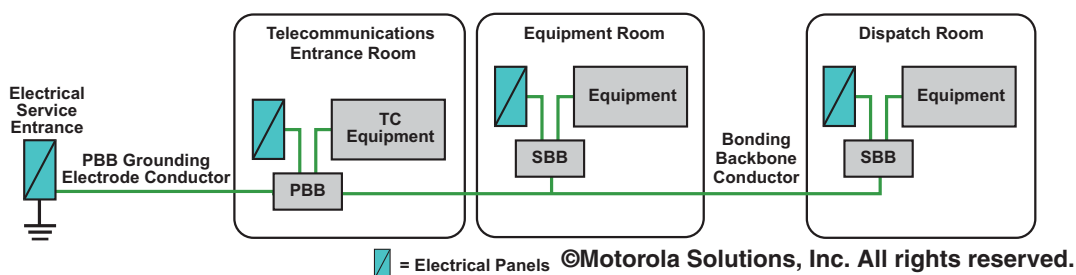 Telecommunications
Entrance Room
Equipment Room
Dispatch Room
Electrical
Service
Entrance
TC
Equipment
Equipment
Equipment
PBB Grounding
Electrode Conductor
PBB
SBB
Bonding
Backbone
Conductor
SBB
= Electrical Panels
©Motorola Solutions, Inc. All rights reserved.